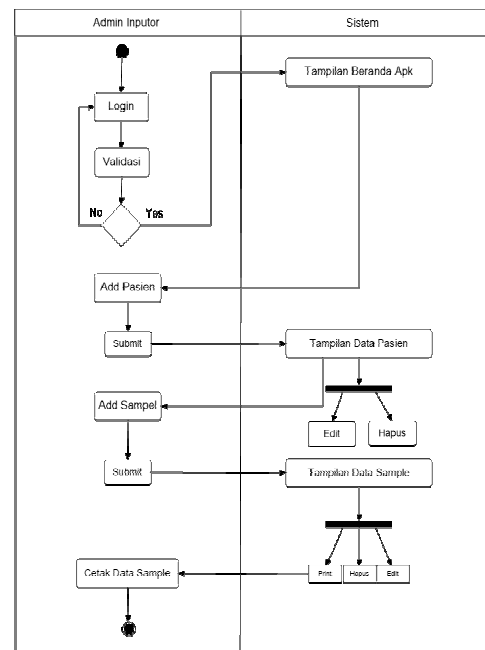 Admin Inputor
Sistem
Tampilan Beranda Apk
Login
Validasi
No
Yes
Add Pasien
Submit
Tampilan Data Pasien
Add Sampel
Edit
Hapus
Submit
Tampilan Data Sample
Cetak Data Sample
Print
Hapus
Edit